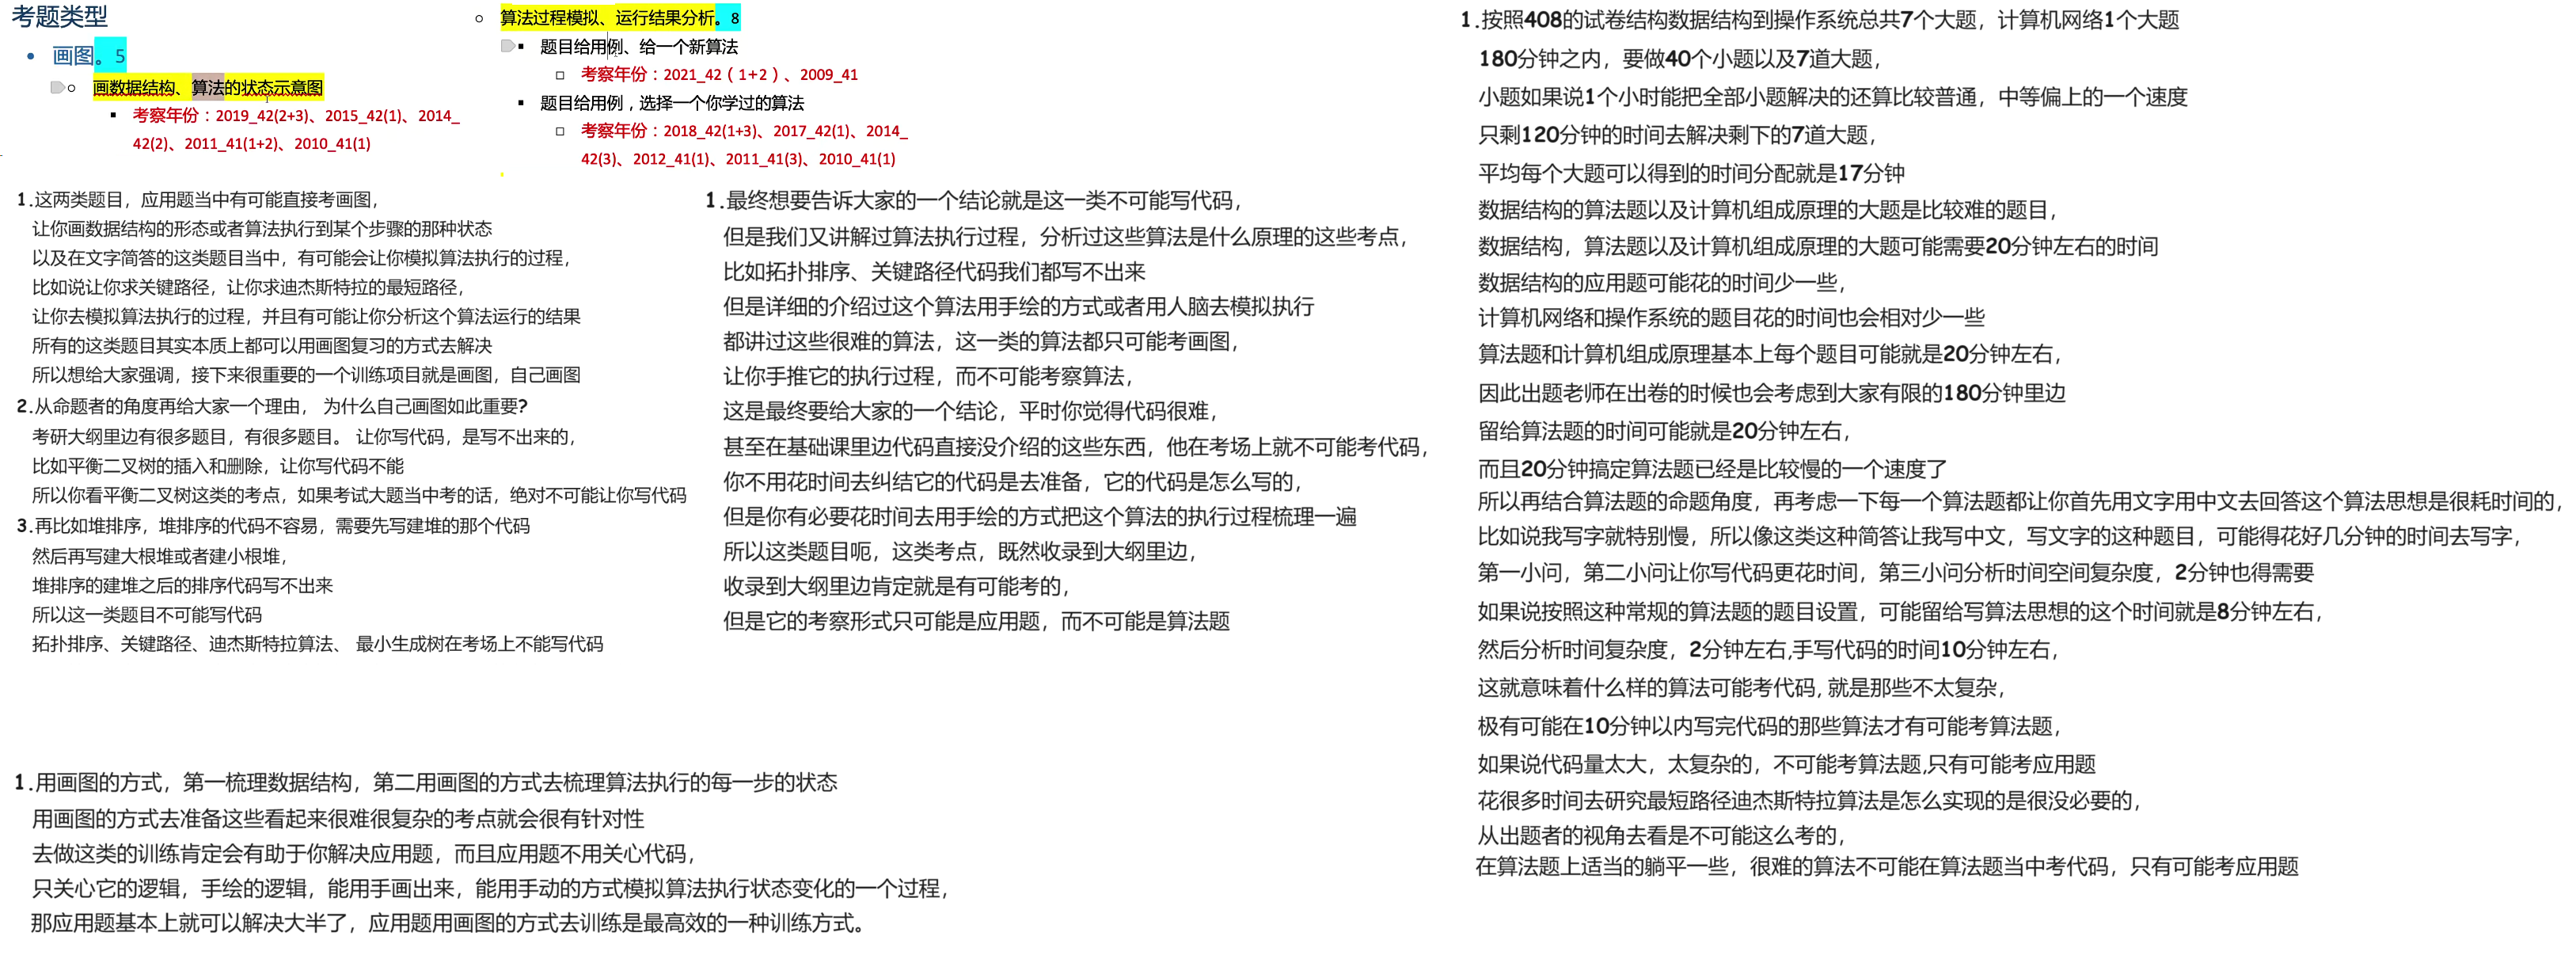 考题类型
画图。5
画数据结构、算法的状态示意图
考察年份：2019_42(2+3)、2015_42(1)、2014_
42(2)、2011_41(1+2)、2010_41(1)
算法过程模拟、运行结果分析。8
题目给用例、给一个新算法
考察年份：2021_42（1+2）、2009_41
题目给用例，选择一个你学过的算法
考察年份：2018_42(1+3)、2017_42(1)、2014_
42(3)、2012_41(1)、2011_41(3)、2010_41(1)
1.这两类题目，应用题当中有可能直接考画图，
让你画数据结构的形态或者算法执行到某个步骤的那种状态
以及在文字简答的这类题目当中，有可能会让你模拟算法执行的过程，
比如说让你求关键路径，让你求迪杰斯特拉的最短路径，
让你去模拟算法执行的过程，并且有可能让你分析这个算法运行的结果
所有的这类题目其实本质上都可以用画图复习的方式去解决
所以想给大家强调，接下来很重要的一个训练项目就是画图，自己画图
2.从命题者的角度再给大家一个理由， 为什么自己画图如此重要?
考研大纲里边有很多题目，有很多题目。 让你写代码，是写不出来的，
比如平衡二叉树的插入和删除，让你写代码不能
所以你看平衡二叉树这类的考点，如果考试大题当中考的话，绝对不可能让你写代码
3.再比如堆排序，堆排序的代码不容易，需要先写建堆的那个代码
然后再写建大根堆或者建小根堆，
堆排序的建堆之后的排序代码写不出来
所以这一类题目不可能写代码
拓扑排序、关键路径、迪杰斯特拉算法、 最小生成树在考场上不能写代码
1.最终想要告诉大家的一个结论就是这一类不可能写代码，
但是我们又讲解过算法执行过程，分析过这些算法是什么原理的这些考点，
比如拓扑排序、关键路径代码我们都写不出来
但是详细的介绍过这个算法用手绘的方式或者用人脑去模拟执行
都讲过这些很难的算法，这一类的算法都只可能考画图，
让你手推它的执行过程，而不可能考察算法，
这是最终要给大家的一个结论，平时你觉得代码很难，
甚至在基础课里边代码直接没介绍的这些东西，他在考场上就不可能考代码，
你不用花时间去纠结它的代码是去准备，它的代码是怎么写的，
但是你有必要花时间去用手绘的方式把这个算法的执行过程梳理一遍
所以这类题目呃，这类考点，既然收录到大纲里边，
收录到大纲里边肯定就是有可能考的，
但是它的考察形式只可能是应用题，而不可能是算法题
1.用画图的方式，第一梳理数据结构，第二用画图的方式去梳理算法执行的每一步的状态
用画图的方式去准备这些看起来很难很复杂的考点就会很有针对性
去做这类的训练肯定会有助于你解决应用题，而且应用题不用关心代码，
只关心它的逻辑，手绘的逻辑，能用手画出来，能用手动的方式模拟算法执行状态变化的一个过程，
那应用题基本上就可以解决大半了，应用题用画图的方式去训练是最高效的一种训练方式。
1.按照408的试卷结构数据结构到操作系统总共7个大题，计算机网络1个大题
180分钟之内，要做40个小题以及7道大题，
小题如果说1个小时能把全部小题解决的还算比较普通，中等偏上的一个速度
只剩120分钟的时间去解决剩下的7道大题，
平均每个大题可以得到的时间分配就是17分钟
数据结构的算法题以及计算机组成原理的大题是比较难的题目，
数据结构，算法题以及计算机组成原理的大题可能需要20分钟左右的时间
数据结构的应用题可能花的时间少一些，
计算机网络和操作系统的题目花的时间也会相对少一些
算法题和计算机组成原理基本上每个题目可能就是20分钟左右，
因此出题老师在出卷的时候也会考虑到大家有限的180分钟里边
留给算法题的时间可能就是20分钟左右，
而且20分钟搞定算法题已经是比较慢的一个速度了
所以再结合算法题的命题角度，再考虑一下每一个算法题都让你首先用文字用中文去回答这个算法思想是很耗时间的，
比如说我写字就特别慢，所以像这类这种简答让我写中文，写文字的这种题目，可能得花好几分钟的时间去写字，
第一小问，第二小问让你写代码更花时间，第三小问分析时间空间复杂度，2分钟也得需要
如果说按照这种常规的算法题的题目设置，可能留给写算法思想的这个时间就是8分钟左右，
然后分析时间复杂度，2分钟左右,手写代码的时间10分钟左右，
这就意味着什么样的算法可能考代码, 就是那些不太复杂，
极有可能在10分钟以内写完代码的那些算法才有可能考算法题，
如果说代码量太大，太复杂的，不可能考算法题,只有可能考应用题
花很多时间去研究最短路径迪杰斯特拉算法是怎么实现的是很没必要的，
从出题者的视角去看是不可能这么考的，
在算法题上适当的躺平一些，很难的算法不可能在算法题当中考代码，只有可能考应用题